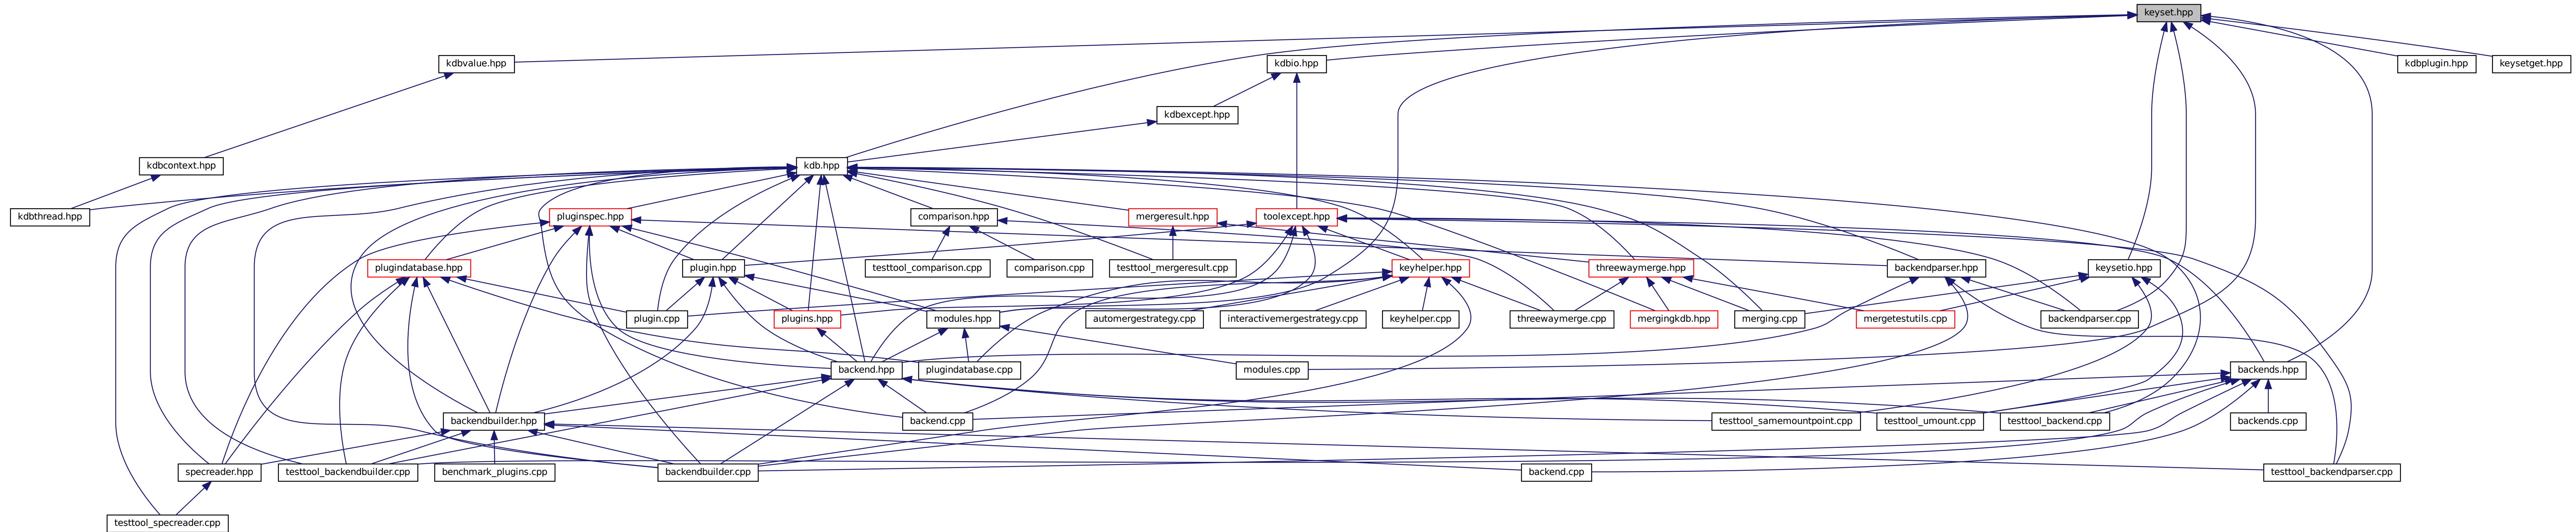 keyset.hpp
kdbvalue.hpp
kdbio.hpp
kdbplugin.hpp
keysetget.hpp
kdbexcept.hpp
kdbcontext.hpp
kdb.hpp
kdbthread.hpp
pluginspec.hpp
comparison.hpp
mergeresult.hpp
toolexcept.hpp
plugindatabase.hpp
plugin.hpp
testtool_comparison.cpp
comparison.cpp
testtool_mergeresult.cpp
keyhelper.hpp
threewaymerge.hpp
backendparser.hpp
keysetio.hpp
plugin.cpp
plugins.hpp
modules.hpp
automergestrategy.cpp
interactivemergestrategy.cpp
keyhelper.cpp
threewaymerge.cpp
mergingkdb.hpp
merging.cpp
mergetestutils.cpp
backendparser.cpp
backend.hpp
plugindatabase.cpp
modules.cpp
backends.hpp
backendbuilder.hpp
backend.cpp
testtool_samemountpoint.cpp
testtool_umount.cpp
testtool_backend.cpp
backends.cpp
specreader.hpp
testtool_backendbuilder.cpp
benchmark_plugins.cpp
backendbuilder.cpp
backend.cpp
testtool_backendparser.cpp
testtool_specreader.cpp